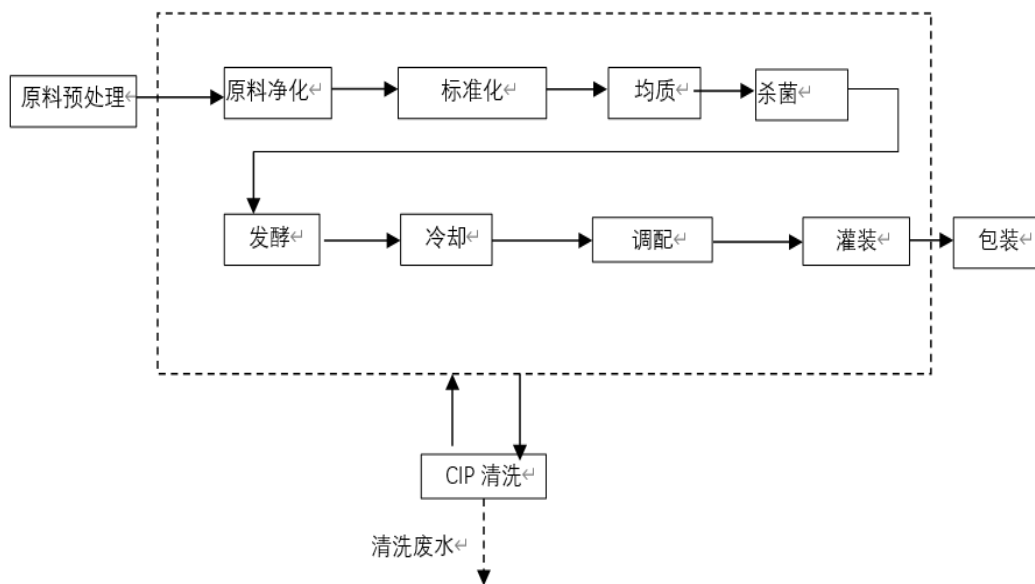 原料预处理
原料净化
标准化
均质
杀菌
发酵
冷却
调配
灌装
包装
CIP 清洗
清洗废水